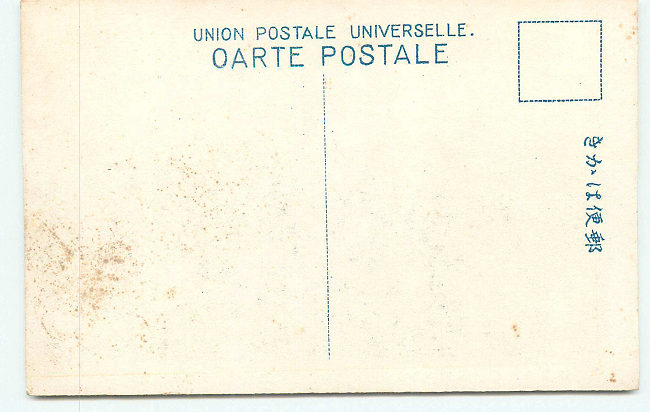 UNION POSTALE UNIVERSELLE.
OARTE POSTALE
郵便はかき